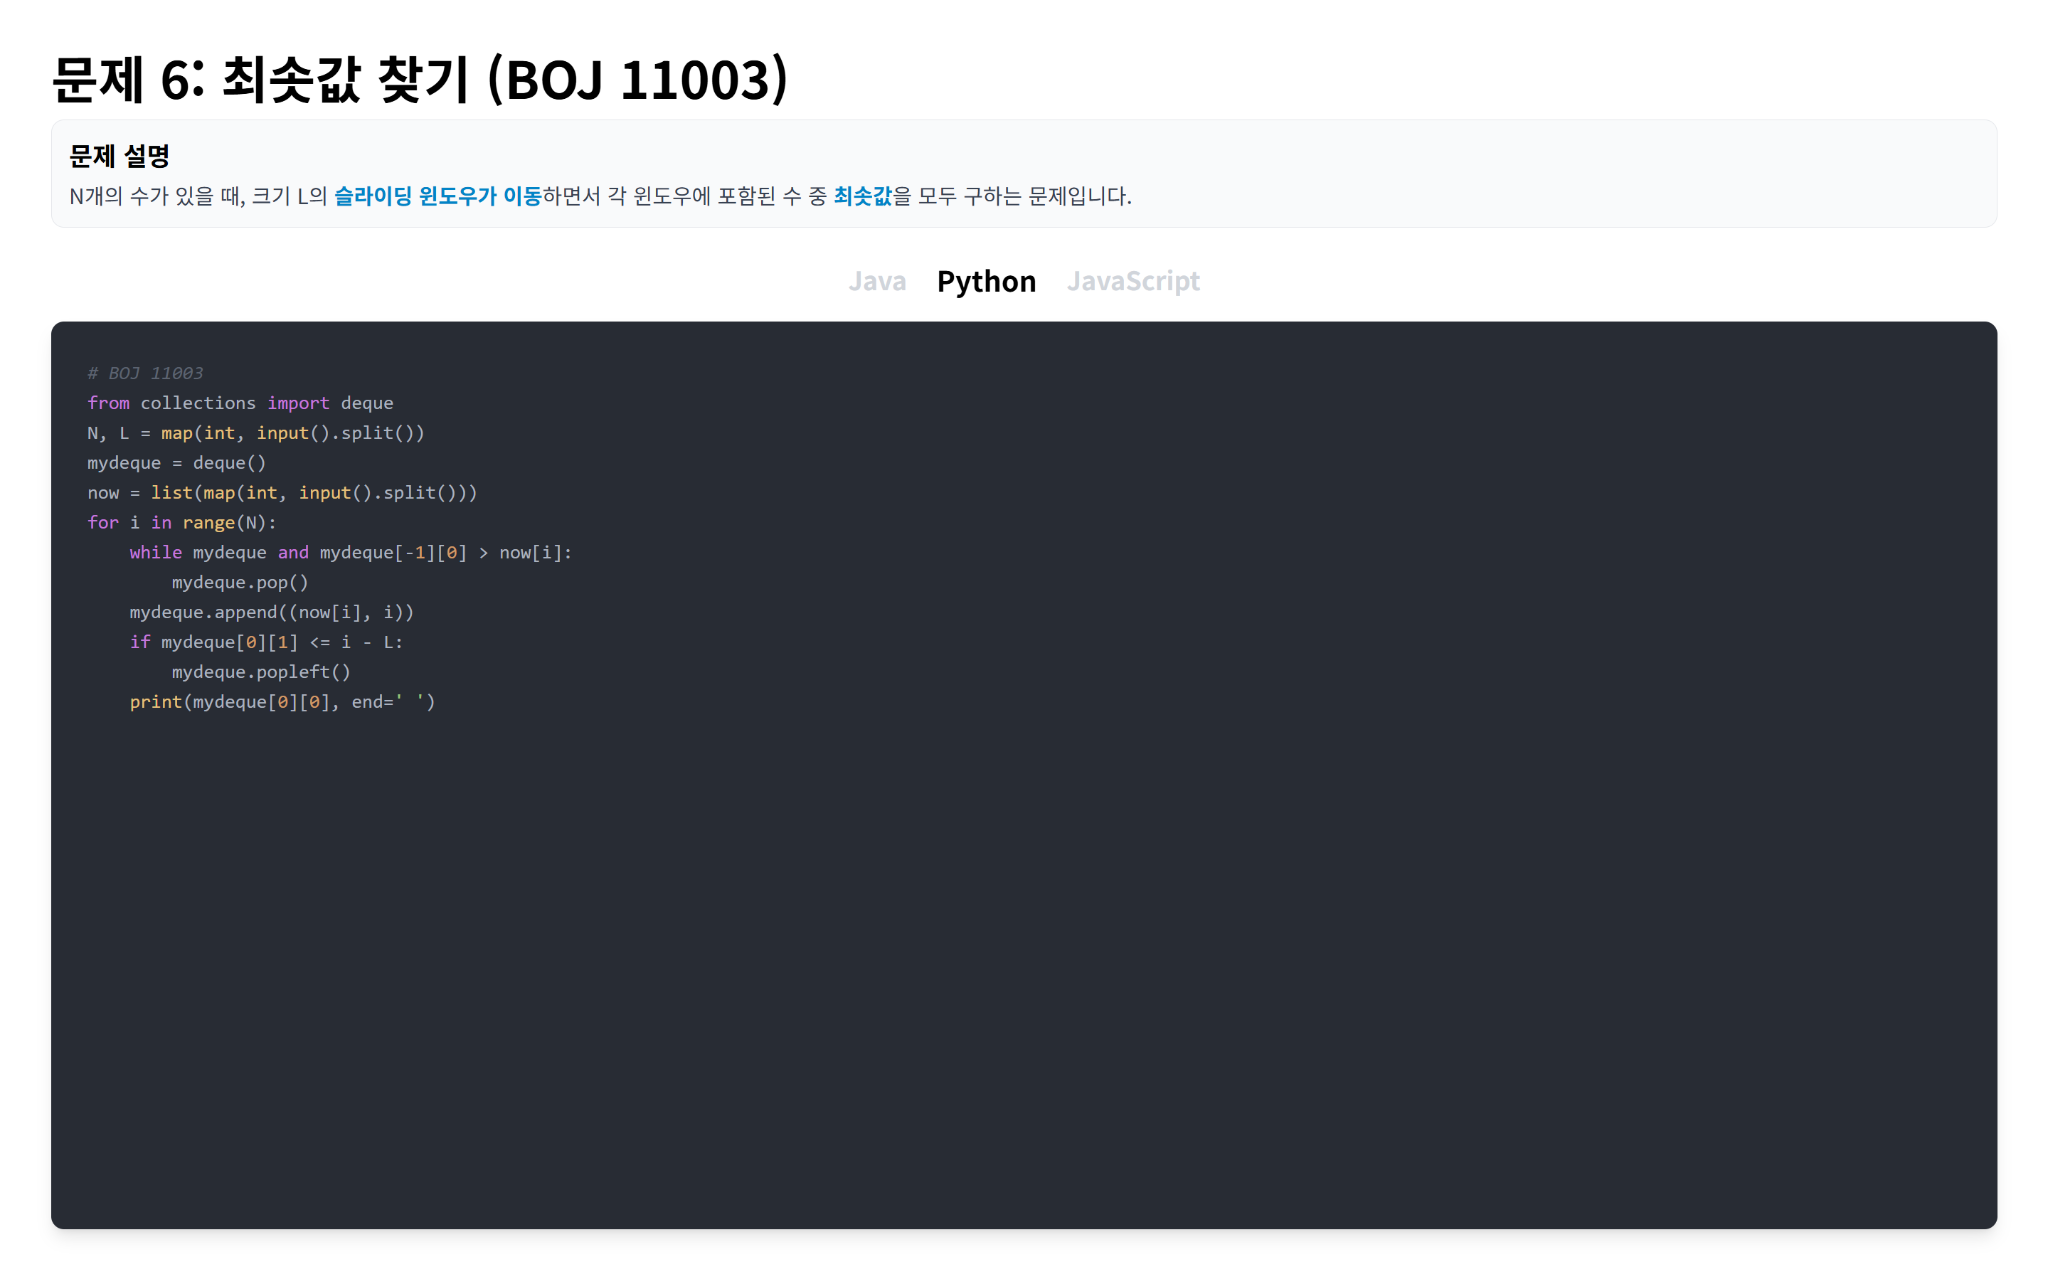 문제 6: 최솟값 찾기 (BOJ 11003)
문제 설명
N개의 수가 있을 때, 크기 L의 슬라이딩 윈도우가 이동하면서 각 윈도우에 포함된 수 중 최솟값을 모두 구하는 문제입니다.
Java Python JavaScript
# BOJ 11003
from collections import deque
N, L = map(int, input().split())
mydeque = deque()
now = list(map(int, input().split()))
for i in range(N):
    while mydeque and mydeque[-1][0] > now[i]:
        mydeque.pop()
    mydeque.append((now[i], i))
    if mydeque[0][1] <= i - L:
        mydeque.popleft()
    print(mydeque[0][0], end=' ')